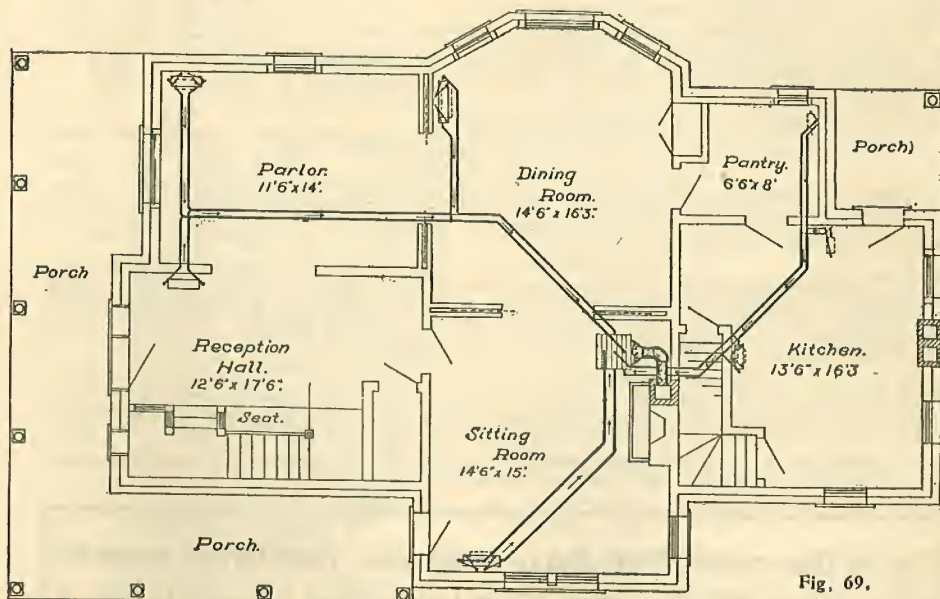 Parlor.
11'6" x 14'.
Dining
Room.
14'6" x 16'3".
Pantry.
6'6" x 8'
Porch)
Porch
Reception
Hall.
12'6" x 17'6".
Seat.
Kitchen.
13'6" x 16'3
Sitting
Room
14'6" x 15'.
Porch.
Fig. 69.